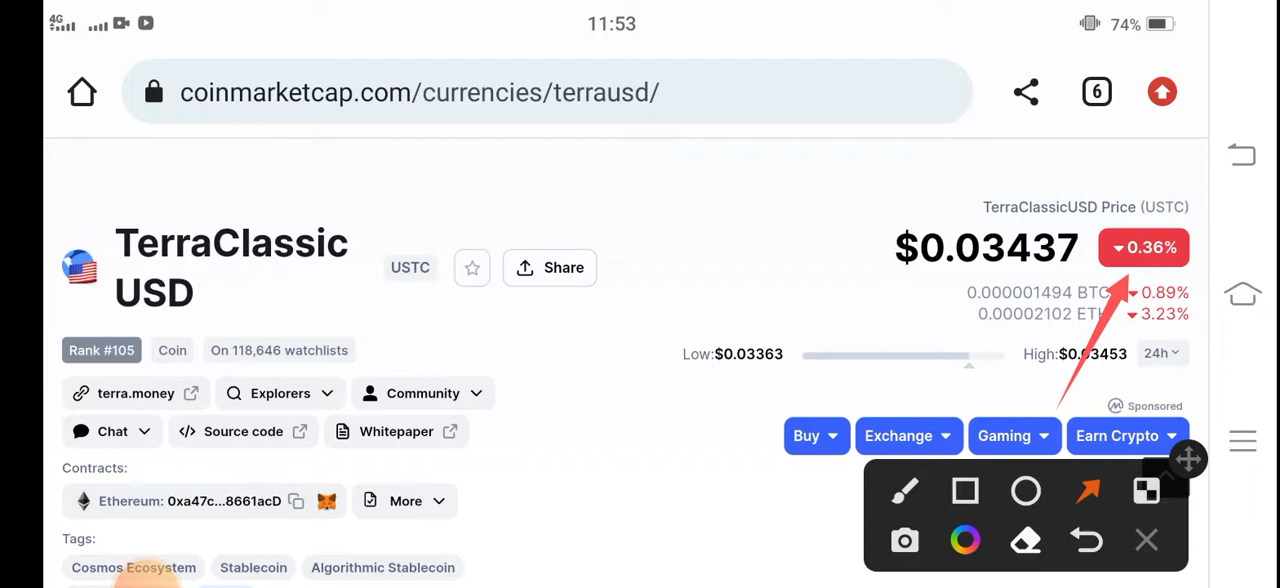 4G 11:53 74%
coinmarketcap.com/currencies/terrausd/ 6
TerraClassicUSD Price (USTC)
TerraClassic
USD
USTC
Share
$0.03437 0.36%
0.000001494 BTC 0.89%
0.00002102 ETH 3.23%
Rank #105 Coin On 118,646 watchlists
Low:$0.03363 High:$0.03453 24h
terra.money Explorers Community
Sponsored
Chat Source code Whitepaper
Buy Exchange Gaming Earn Crypto
Contracts:
Ethereum: 0xa47c...8661acD More
Tags:
Cosmos Ecosystem Stablecoin Algorithmic Stablecoin